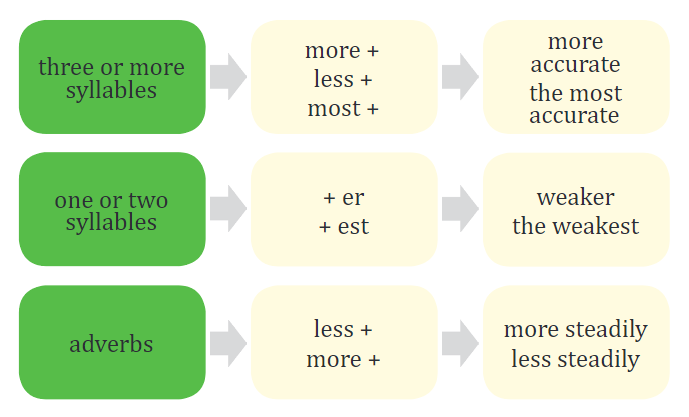 three or more
syllables
more +
less +
most +
more
accurate
the most
accurate
one or two
syllables
+ er
+ est
weaker
the weakest
adverbs
less +
more +
more steadily
less steadily